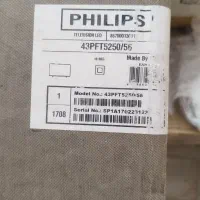 PHILIPS
TELEVISION LED
43PFT5250/56
Made By
1
1708
Model No.: 43PFT5250/56
Serial No.: